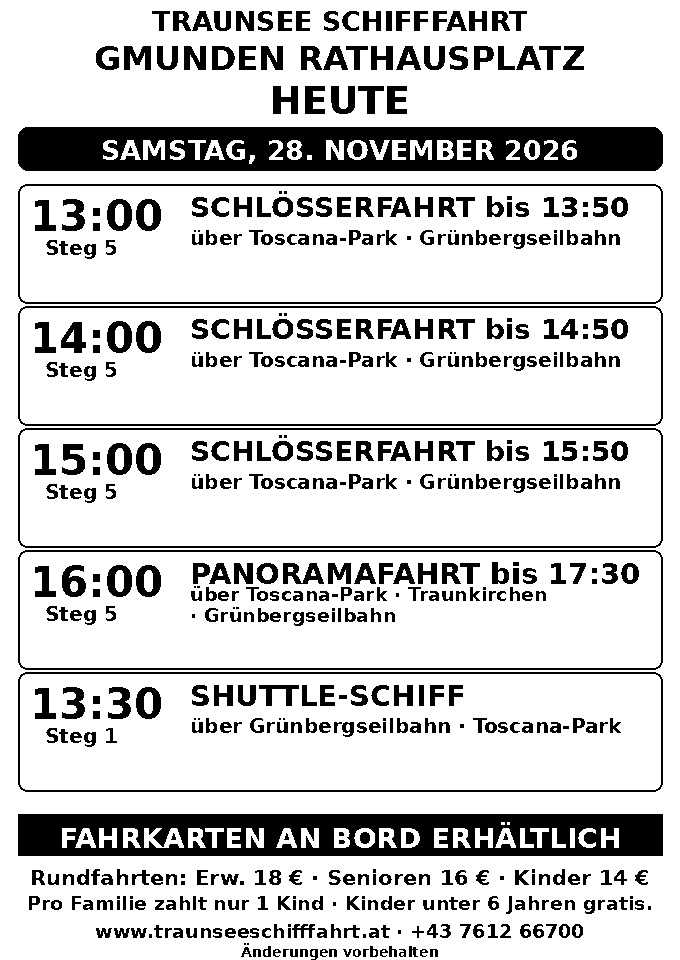 TRAUNSEE SCHIFFFAHRT
GMUNDEN RATHAUSPLATZ
HEUTE
SAMSTAG, 28. NOVEMBER 2026
13:00 SCHLÖSSERFAHRT bis 13:50
Steg 5 über Toscana-Park · Grünbergseilbahn
14:00 SCHLÖSSERFAHRT bis 14:50
Steg 5 über Toscana-Park · Grünbergseilbahn
15:00 SCHLÖSSERFAHRT bis 15:50
Steg 5 über Toscana-Park · Grünbergseilbahn
16:00 PANORAMAFAHRT bis 17:30
über Toscana-Park · Traunkirchen
Steg 5 · Grünbergseilbahn
13:30 SHUTTLE-SCHIFF
Steg 1 über Grünbergseilbahn · Toscana-Park
FAHRKARTEN AN BORD ERHÄLTLICH
Rundfahrten: Erw. 18 € · Senioren 16 € · Kinder 14 €
Pro Familie zahlt nur 1 Kind · Kinder unter 6 Jahren gratis.
www.traunseeschifffahrt.at · +43 7612 66700
Änderungen vorbehalten